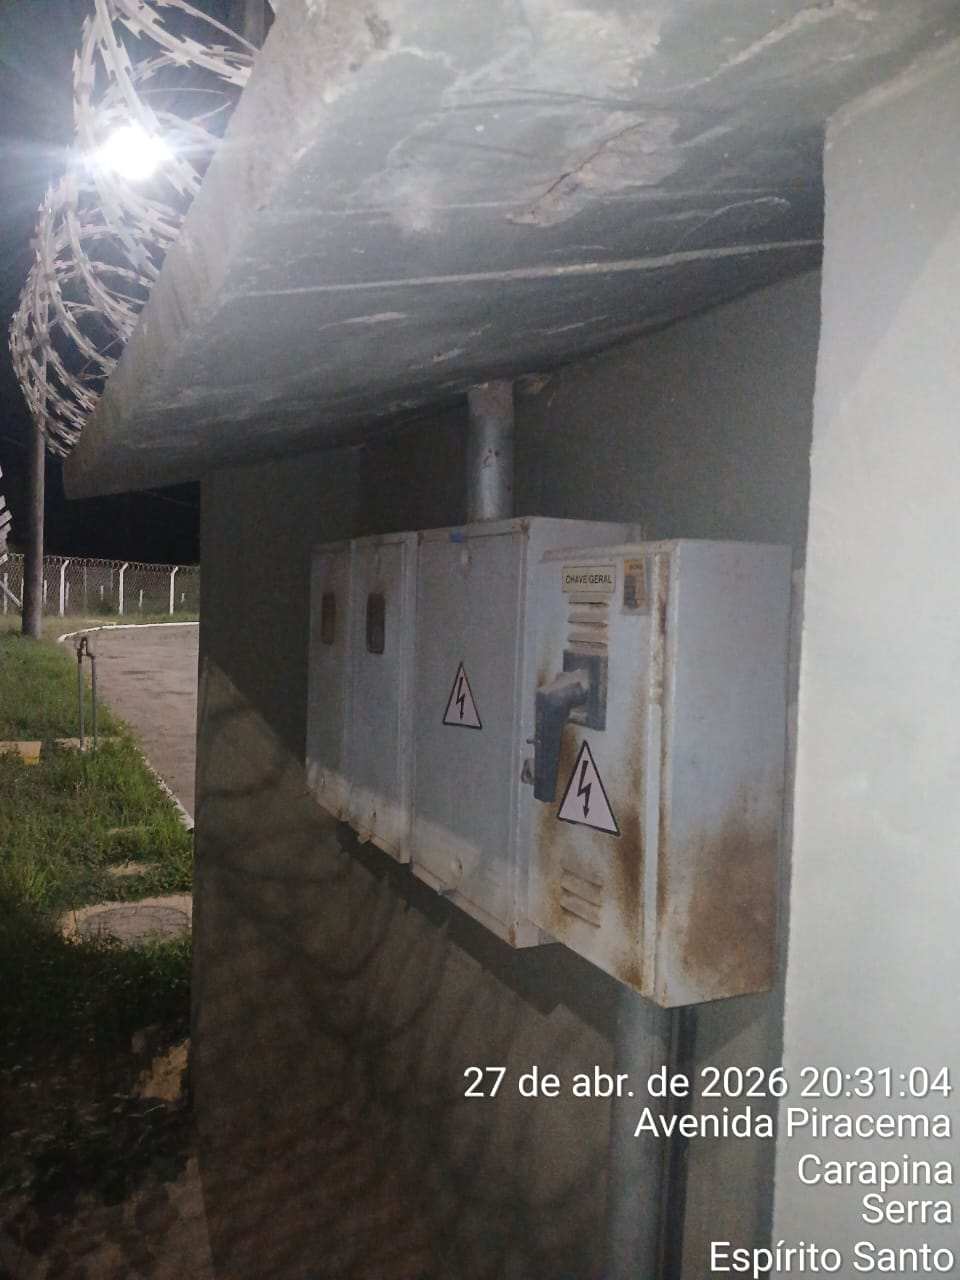 CHAVE GERAL
27 de abr. de 2026 20:31:04
Avenida Piracema
Carapina
Serra
Espírito Santo